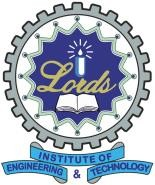 Lords
INSTITUTE OF
ENGINEERING & TECHNOLOGY